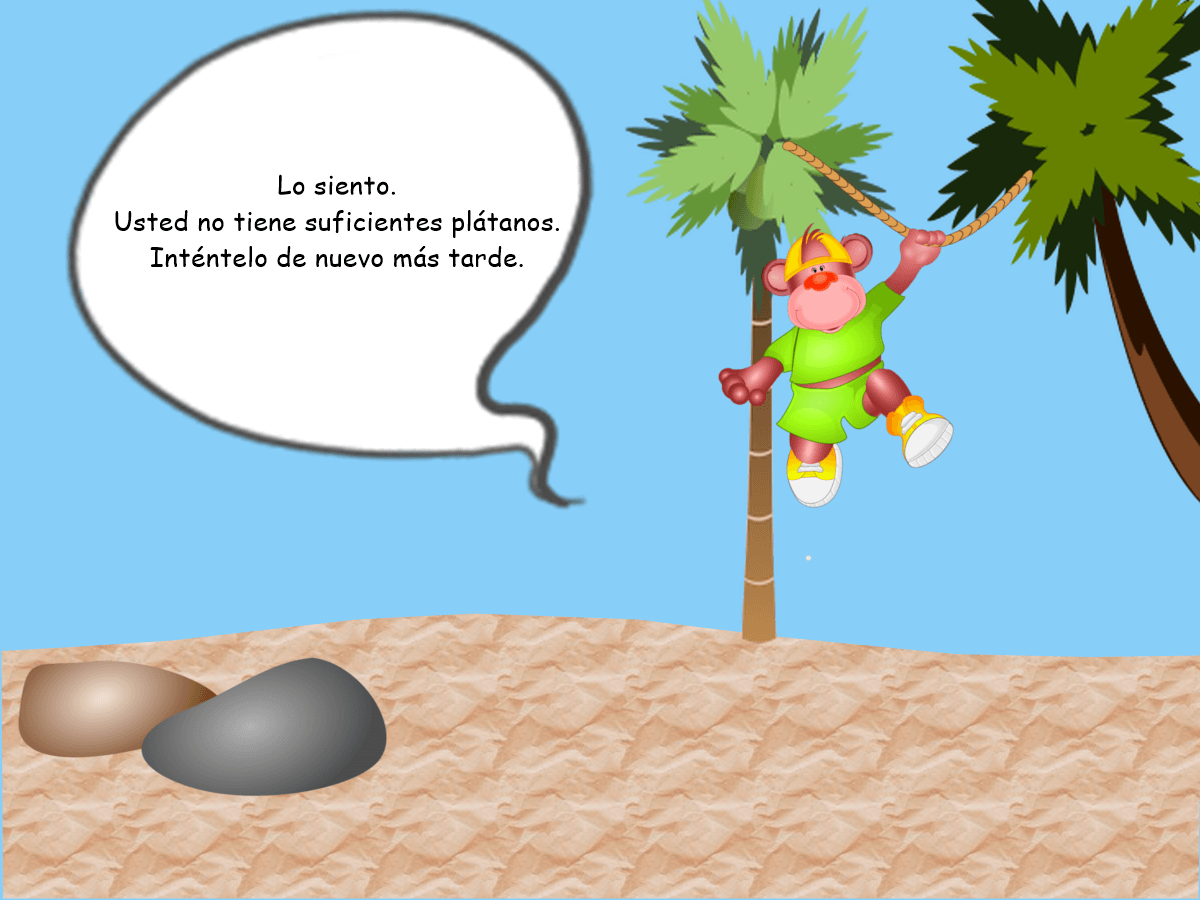 Lo siento.
Usted no tiene suficientes plátanos.
Inténtelo de nuevo más tarde.